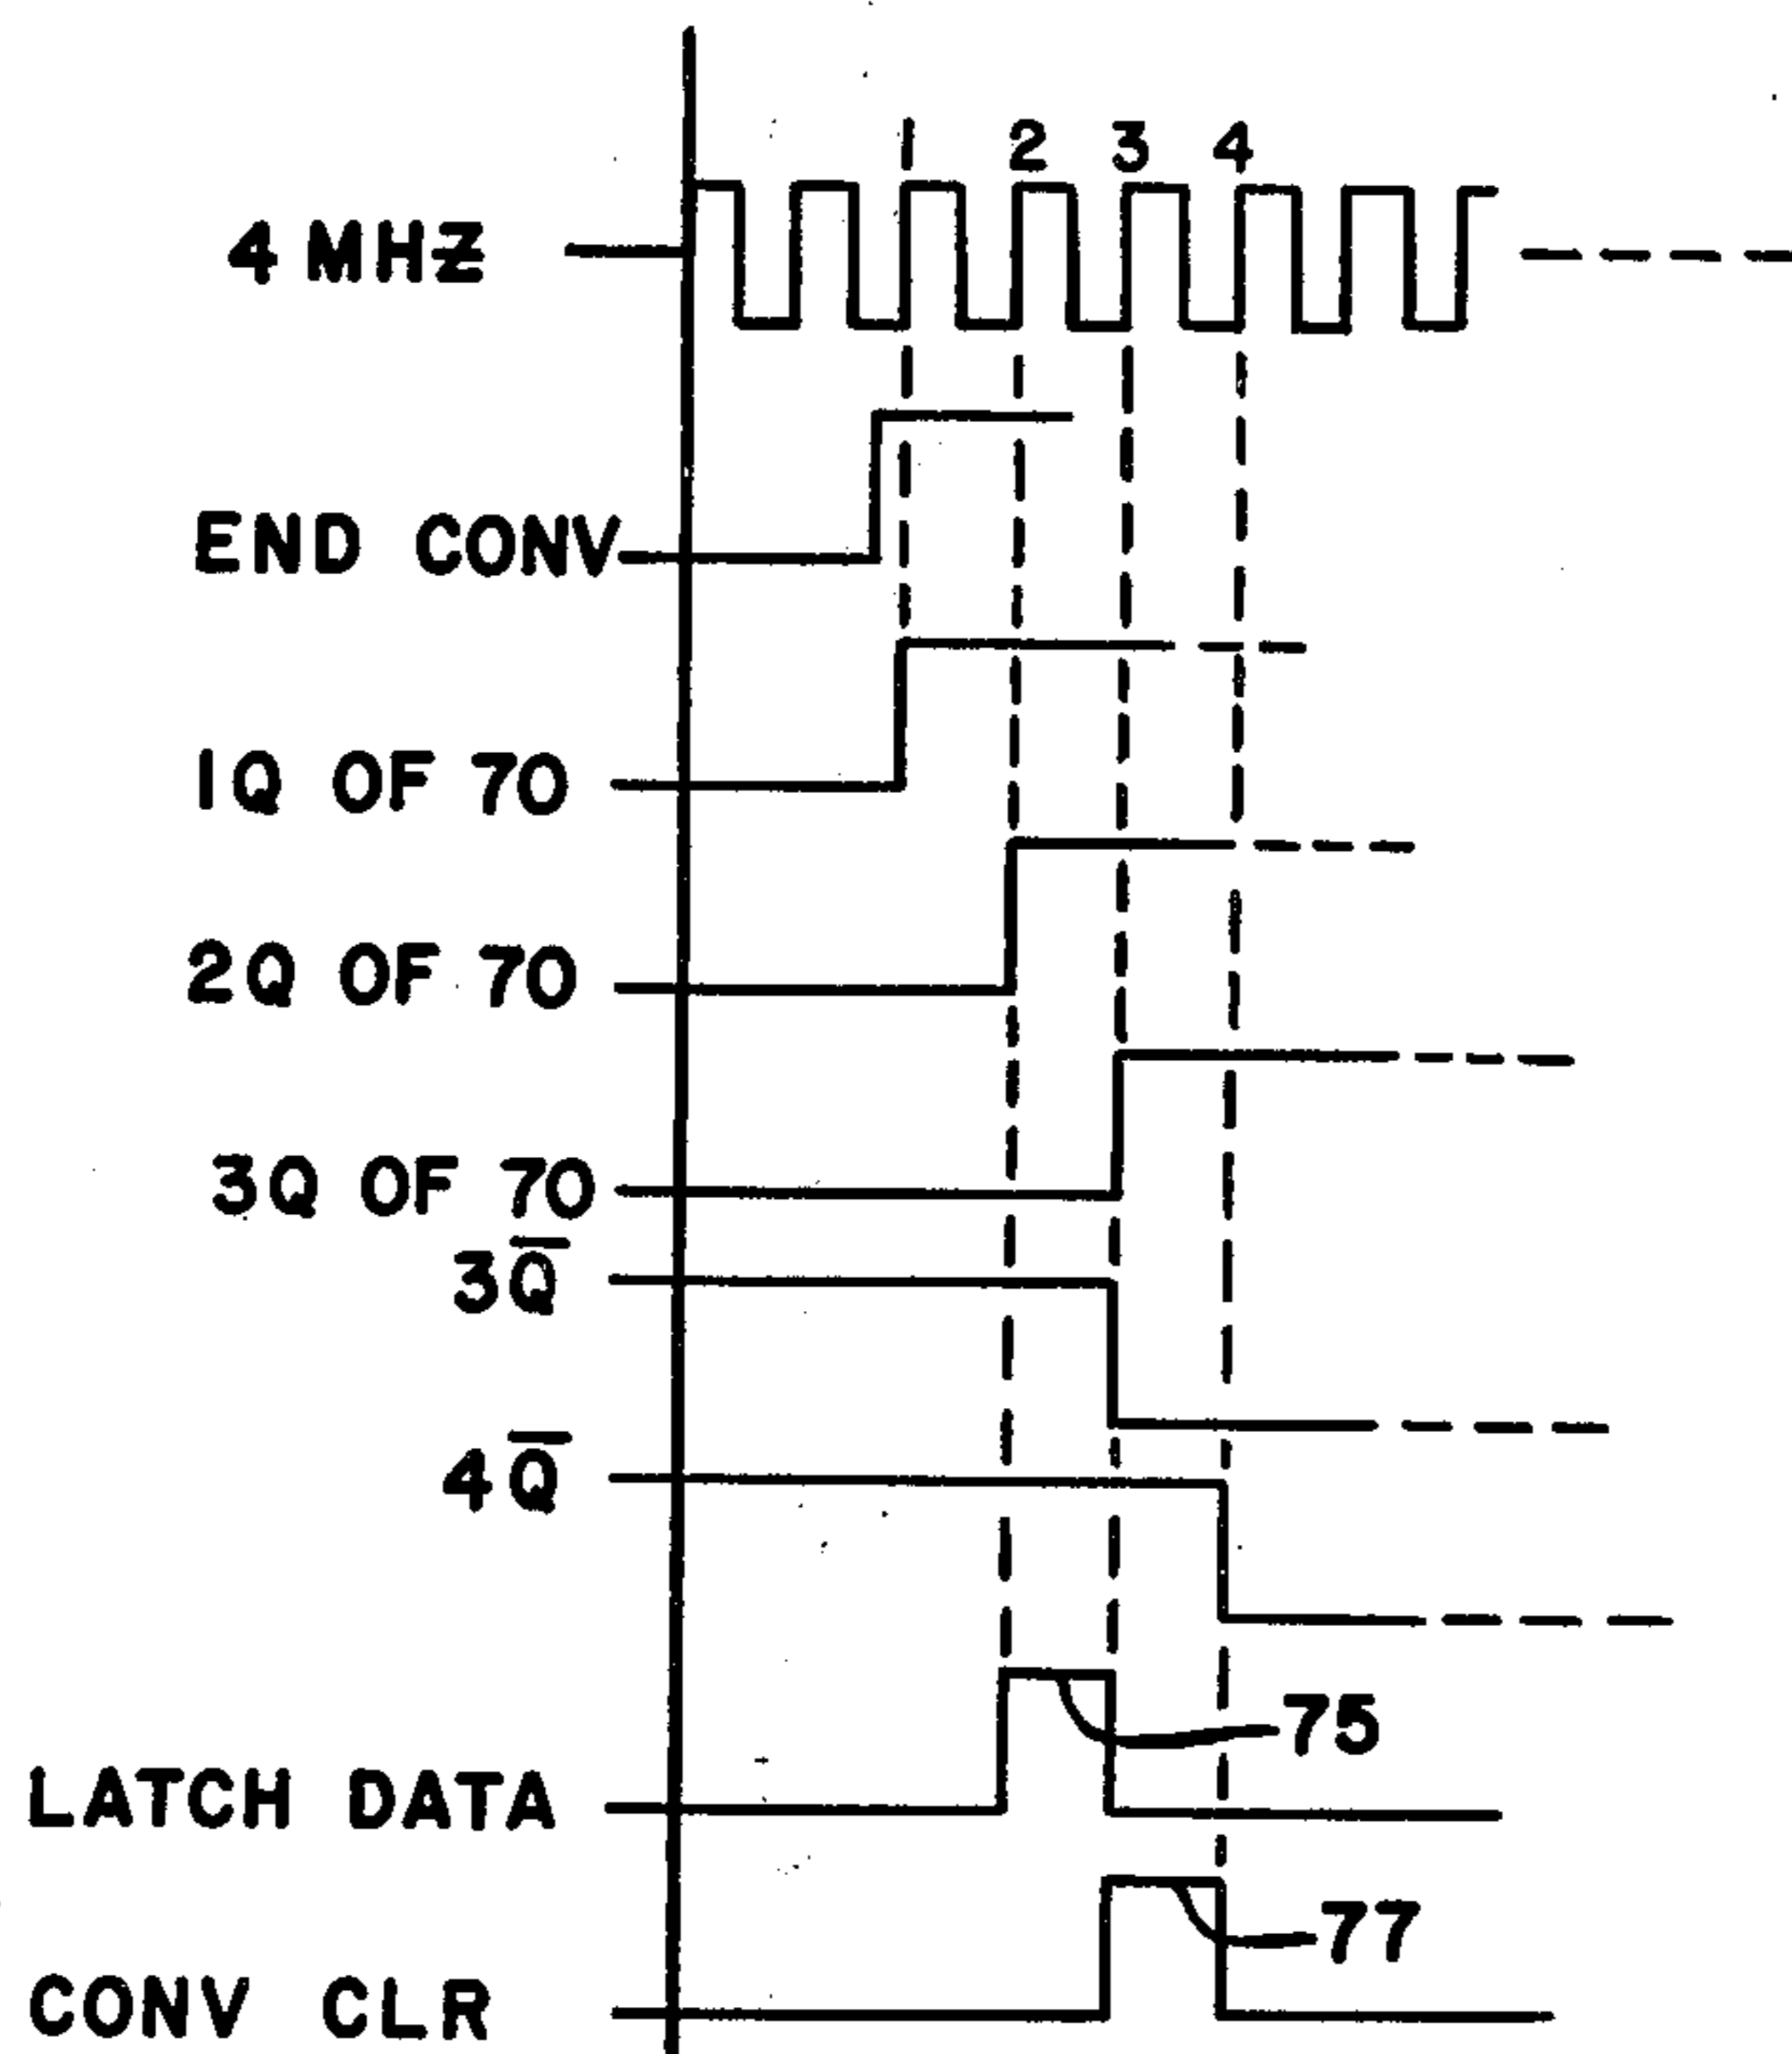 1 2 3 4
4 MHZ
END CONV
1Q OF 70
2Q OF 70
3Q OF 70
3Q̅
4Q̅
75
LATCH DATA
77
CONV CLR